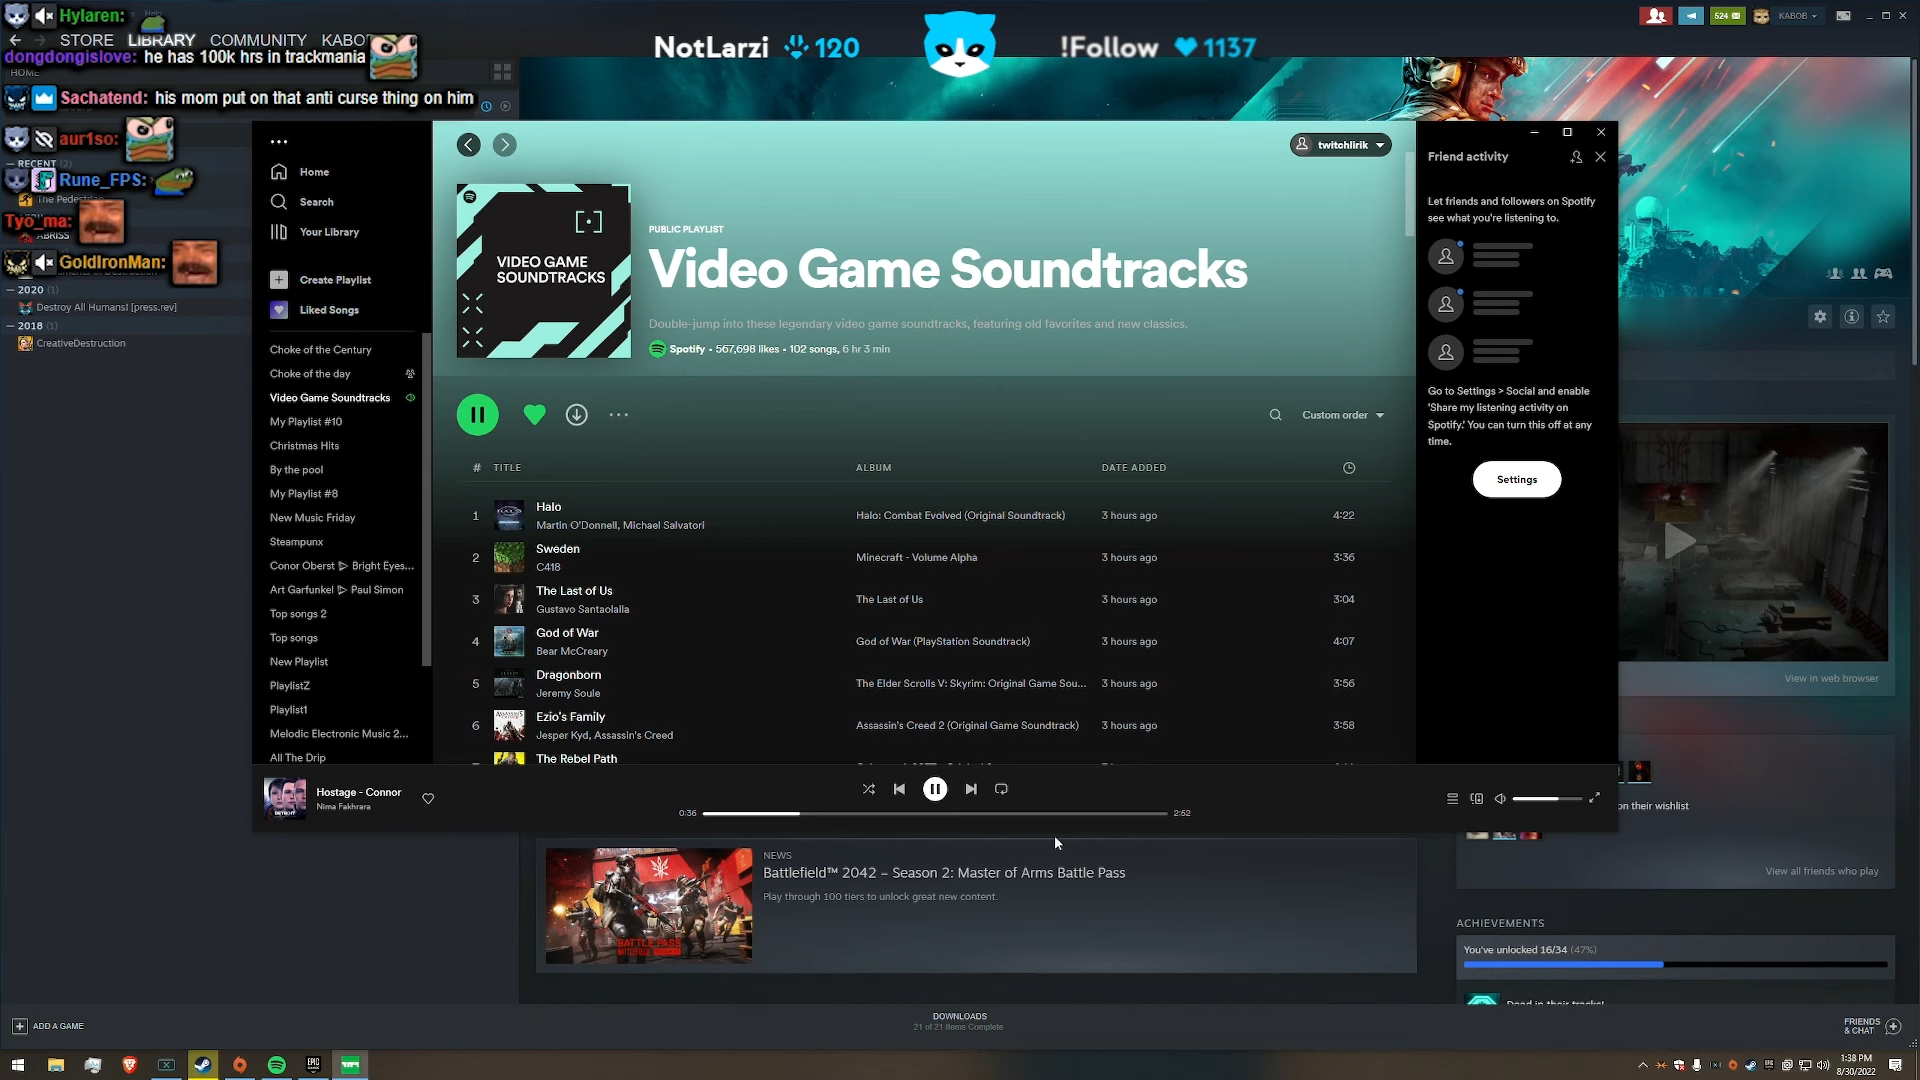 Hylaren:
STORE LIBRARY COMMUNITY KABO
dongdongislove: he has 100k hrs in trackmania
HOME
Sachatend: his mom put on that anti curse thing on him
aur1so:
RECENT (2)
Rune_FPS:
The Pedestrian
Tyo_ma:
ABRISS
GoldIronMan:
2020 (1)
Destroy All Humans! [press.rev]
2018 (1)
CreativeDestruction
NotLarzi 120
!Follow 1137
524
KABOB
Home
Search
Your Library
Create Playlist
Liked Songs
Choke of the Century
Choke of the day
Video Game Soundtracks
My Playlist #10
Christmas Hits
By the pool
My Playlist #8
New Music Friday
Steampunx
Conor Oberst ▷ Bright Eyes...
Art Garfunkel ▷ Paul Simon
Top songs 2
Top songs
New Playlist
PlaylistZ
Playlist1
Melodic Electronic Music 2...
All The Drip
twitchlirik
VIDEO GAME
SOUNDTRACKS
PUBLIC PLAYLIST
Video Game Soundtracks
Double-jump into these legendary video game soundtracks, featuring old favorites and new classics.
Spotify • 567,698 likes • 102 songs, 6 hr 3 min
Custom order
# TITLE ALBUM DATE ADDED
1 Halo Halo: Combat Evolved (Original Soundtrack) 3 hours ago 4:22
Martin O'Donnell, Michael Salvatori
2 Sweden Minecraft - Volume Alpha 3 hours ago 3:36
C418
3 The Last of Us The Last of Us 3 hours ago 3:04
Gustavo Santaolalla
4 God of War God of War (PlayStation Soundtrack) 3 hours ago 4:07
Bear McCreary
5 Dragonborn The Elder Scrolls V: Skyrim: Original Game Sou... 3 hours ago 3:56
Jeremy Soule
6 Ezio's Family Assassin's Creed 2 (Original Game Soundtrack) 3 hours ago 3:58
Jesper Kyd, Assassin's Creed
The Rebel Path
Friend activity
Let friends and followers on Spotify
see what you're listening to.
Go to Settings > Social and enable
'Share my listening activity on
Spotify.' You can turn this off at any
time.
Settings
View in web browser
Hostage - Connor
Nima Fakhrara
0:36
2:52
on their wishlist
View all friends who play
NEWS
Battlefield™ 2042 – Season 2: Master of Arms Battle Pass
Play through 100 tiers to unlock great new content.
BATTLE PASS
ACHIEVEMENTS
You've unlocked 16/34 (47%)
Dead in their tracks!
ADD A GAME
DOWNLOADS
21 of 21 Items Complete
FRIENDS
& CHAT
1:38 PM
8/30/2022